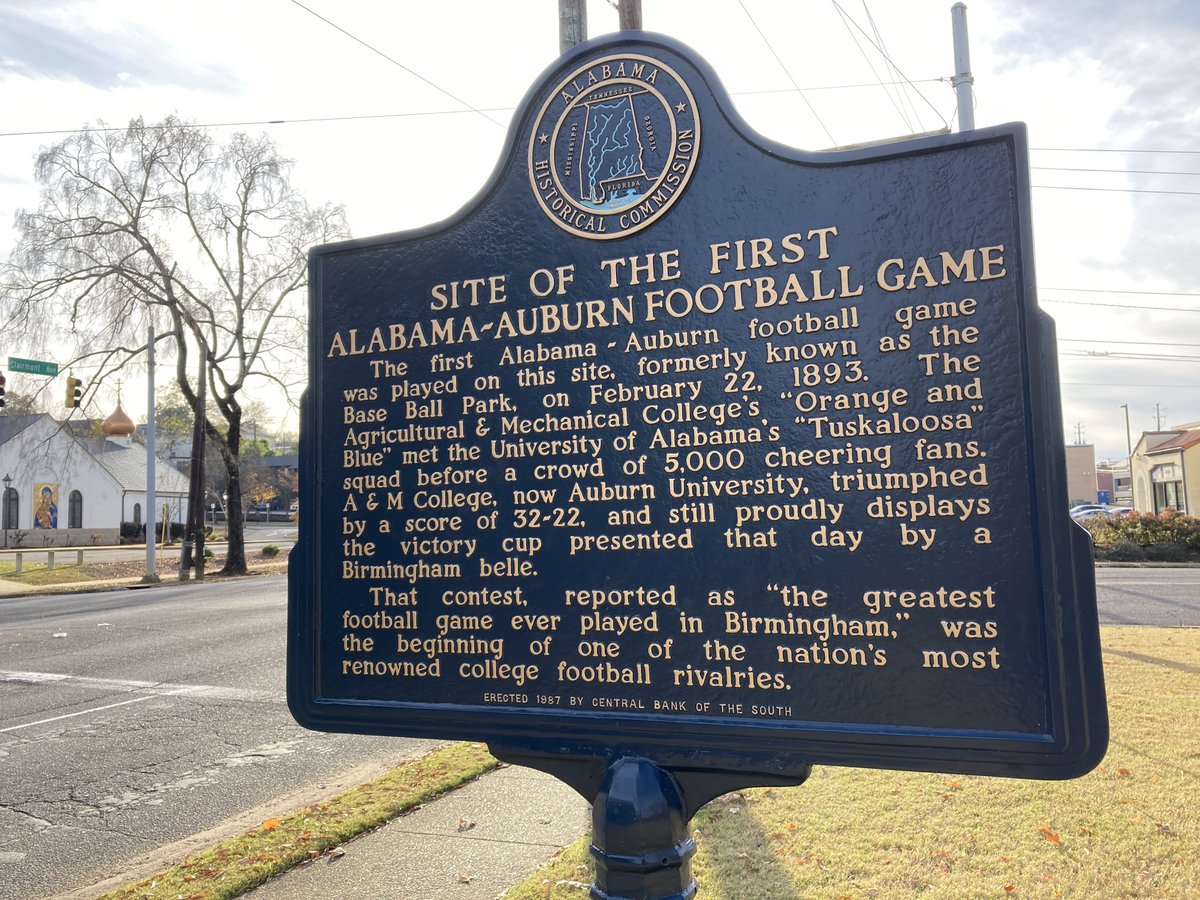 ALABAMA
HISTORICAL COMMISSION
TENNESSEE
MISSISSIPPI
GEORGIA
FLORIDA
SITE OF THE FIRST
ALABAMA-AUBURN FOOTBALL GAME
The first Alabama-Auburn football game
was played on this site, formerly known as the
Base Ball Park, on February 22, 1893. The
Agricultural & Mechanical College's "Orange and
Blue" met the University of Alabama's "Tuskaloosa"
squad before a crowd of 5,000 cheering fans.
A & M College, now Auburn University, triumphed
by a score of 32-22, and still proudly displays
the victory cup presented that day by a
Birmingham belle.
That contest, reported as "the greatest
football game ever played in Birmingham," was
the beginning of one of the nation's most
renowned college football rivalries.
ERECTED 1987 BY CENTRAL BANK OF THE SOUTH
Clairmont Ave